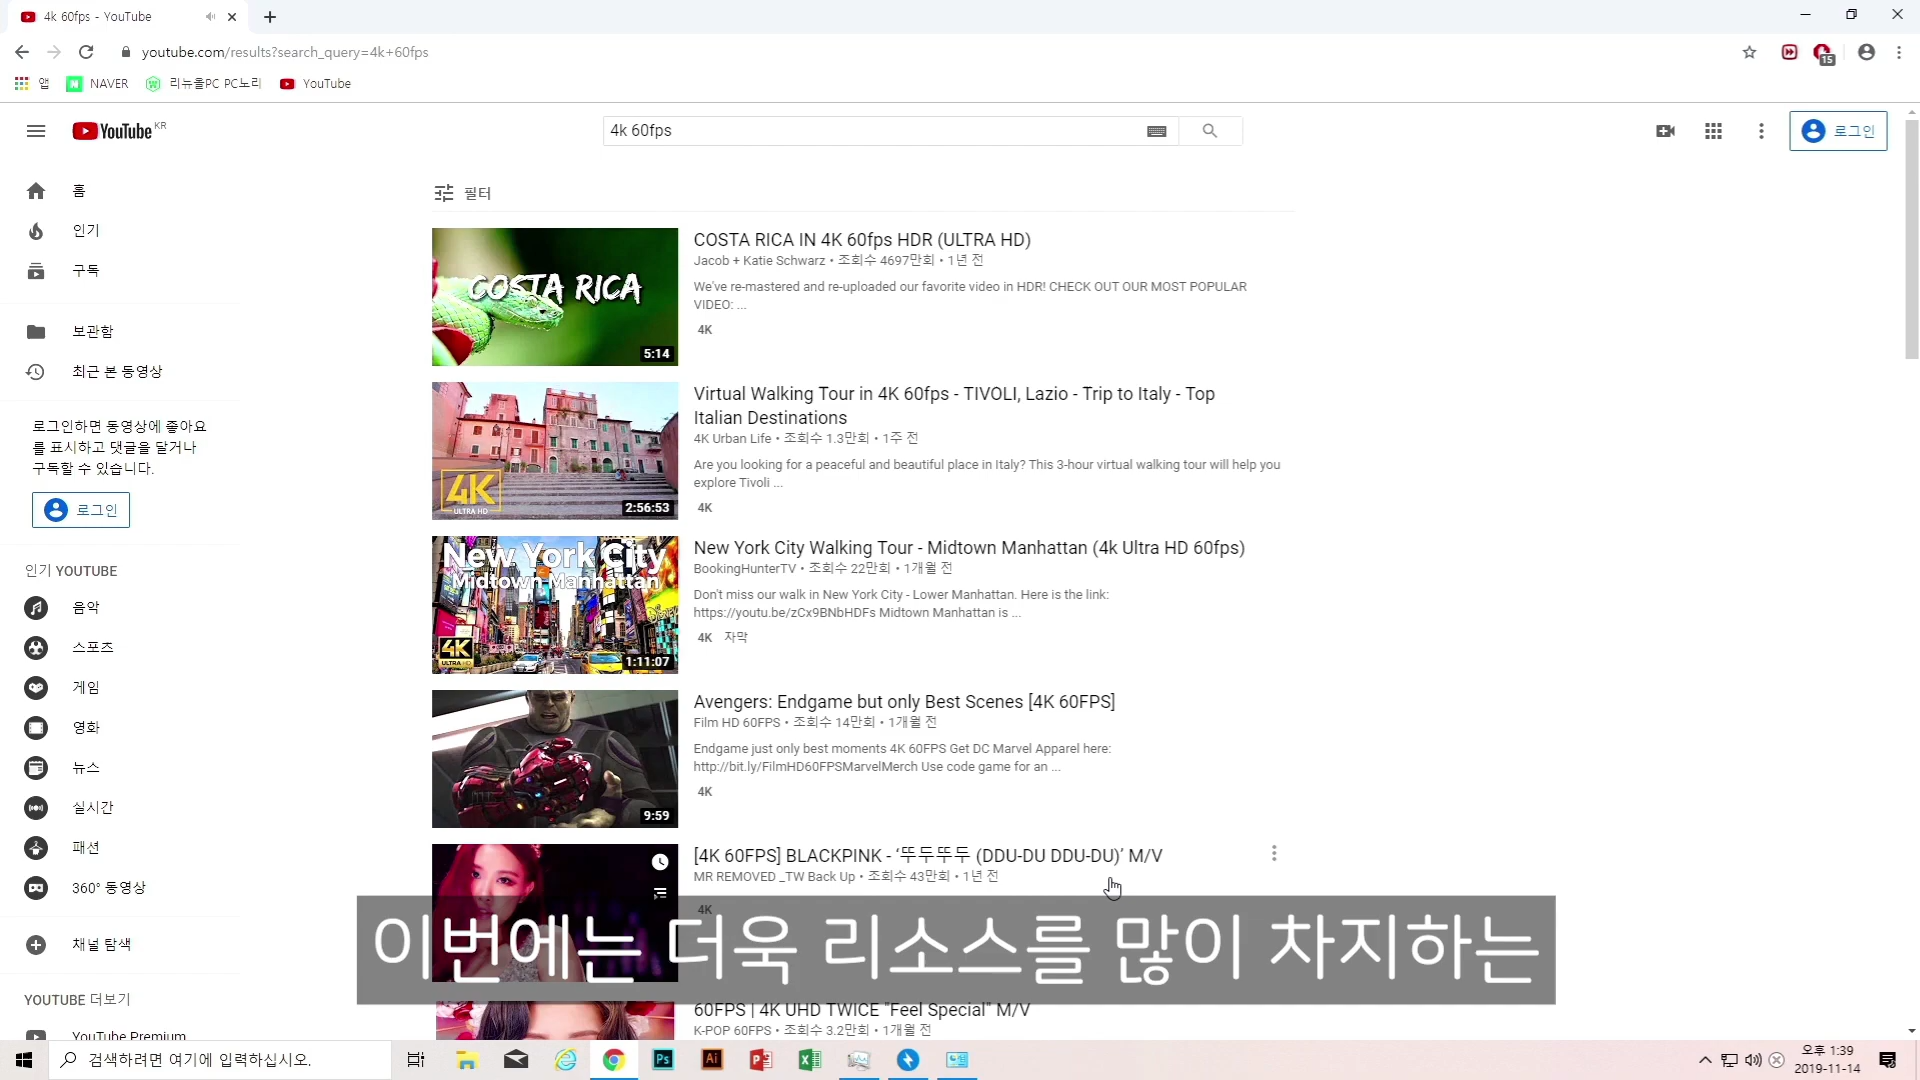 4k 60fps - YouTube
youtube.com/results?search_query=4k+60fps
15
앱 NAVER 리뉴올PC PC노리 YouTube
YouTube KR
4k 60fps
로그인
홈
인기
구독
보관함
최근 본 동영상
로그인하면 동영상에 좋아요
를 표시하고 댓글을 달거나
구독할 수 있습니다.
로그인
인기 YOUTUBE
음악
스포츠
게임
영화
뉴스
실시간
패션
360° 동영상
채널 탐색
YOUTUBE 더보기
YouTube Premium
필터
COSTA RICA
5:14
COSTA RICA IN 4K 60fps HDR (ULTRA HD)
Jacob + Katie Schwarz • 조회수 4697만회 • 1년 전
We've re-mastered and re-uploaded our favorite video in HDR! CHECK OUT OUR MOST POPULAR
VIDEO: ...
4K
4K
ULTRA HD
2:56:53
Virtual Walking Tour in 4K 60fps - TIVOLI, Lazio - Trip to Italy - Top
Italian Destinations
4K Urban Life • 조회수 1.3만회 • 1주 전
Are you looking for a peaceful and beautiful place in Italy? This 3-hour virtual walking tour will help you
explore Tivoli ...
4K
New York City
Midtown Manhattan
4K
ULTRA HD
1:11:07
New York City Walking Tour - Midtown Manhattan (4k Ultra HD 60fps)
BookingHunterTV • 조회수 22만회 • 1개월 전
Don't miss our walk in New York City - Lower Manhattan. Here is the link:
https://youtu.be/zCx9BNbHDFs Midtown Manhattan is ...
4K 자막
9:59
Avengers: Endgame but only Best Scenes [4K 60FPS]
Film HD 60FPS • 조회수 14만회 • 1개월 전
Endgame just only best moments 4K 60FPS Get DC Marvel Apparel here:
http://bit.ly/FilmHD60FPSMarvelMerch Use code game for an ...
4K
[4K 60FPS] BLACKPINK - ‘뚜두뚜두 (DDU-DU DDU-DU)’ M/V
MR REMOVED _TW Back Up • 조회수 43만회 • 1년 전
4K
이번에는 더욱 리소스를 많이 차지하는
60FPS | 4K UHD TWICE "Feel Special" M/V
K-POP 60FPS • 조회수 3.2만회 • 1개월 전
검색하려면 여기에 입력하십시오.
Ps
Ai
오후 1:39
2019-11-14